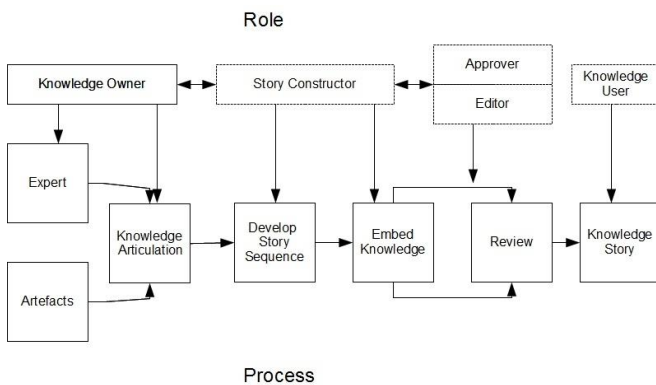 Role
Knowledge Owner
Story Constructor
Approver
Editor
Knowledge
User
Expert
Artefacts
Knowledge
Articulation
Develop
Story
Sequence
Embed
Knowledge
Review
Knowledge
Story
Process